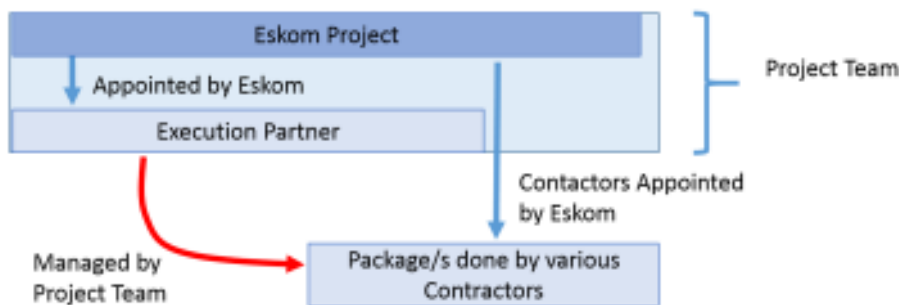 Eskom Project
Appointed by Eskom
Project Team
Execution Partner
Contactors Appointed
by Eskom
Managed by
Project Team
Package/s done by various
Contractors